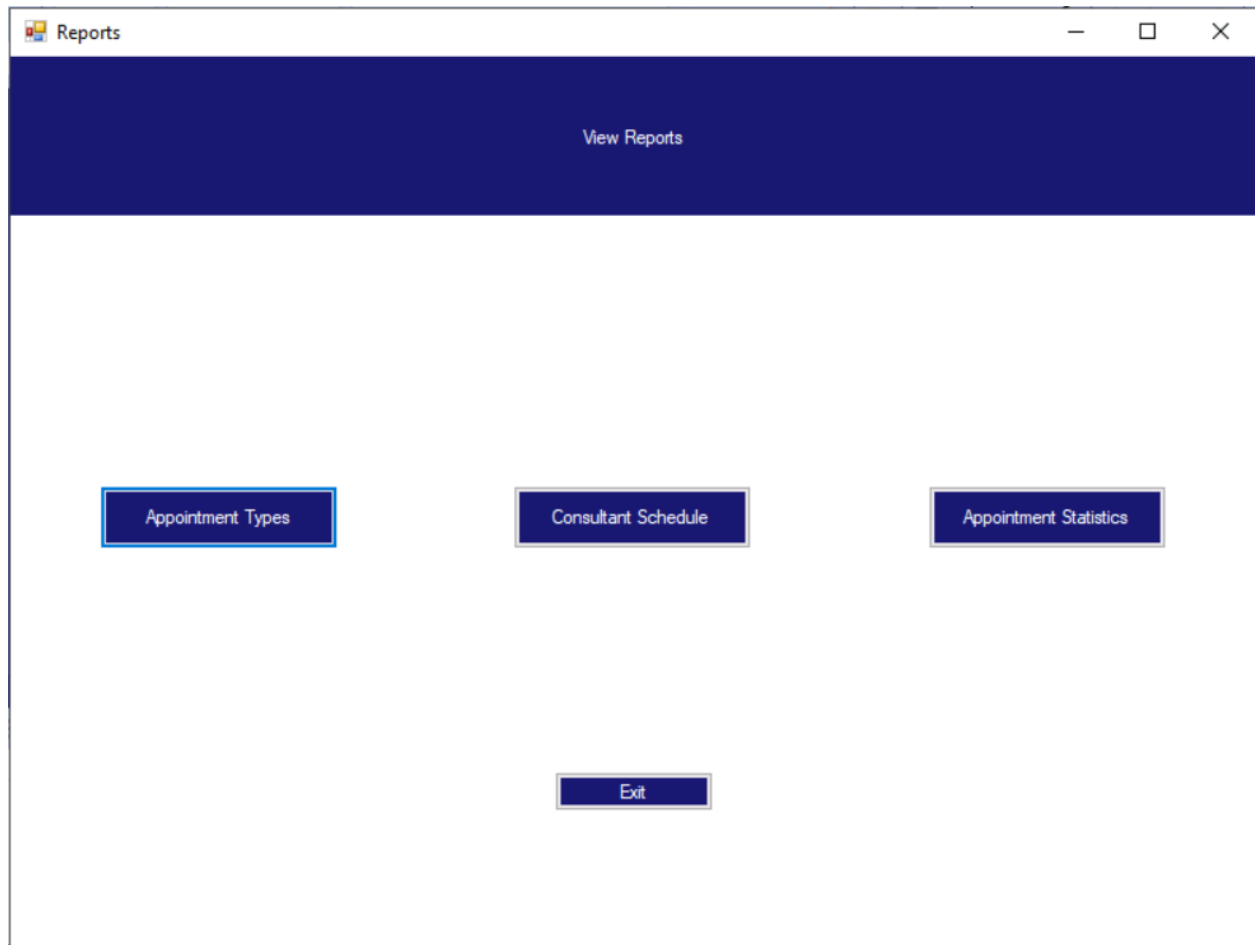 Reports
View Reports
Appointment Types
Consultant Schedule
Appointment Statistics
Exit